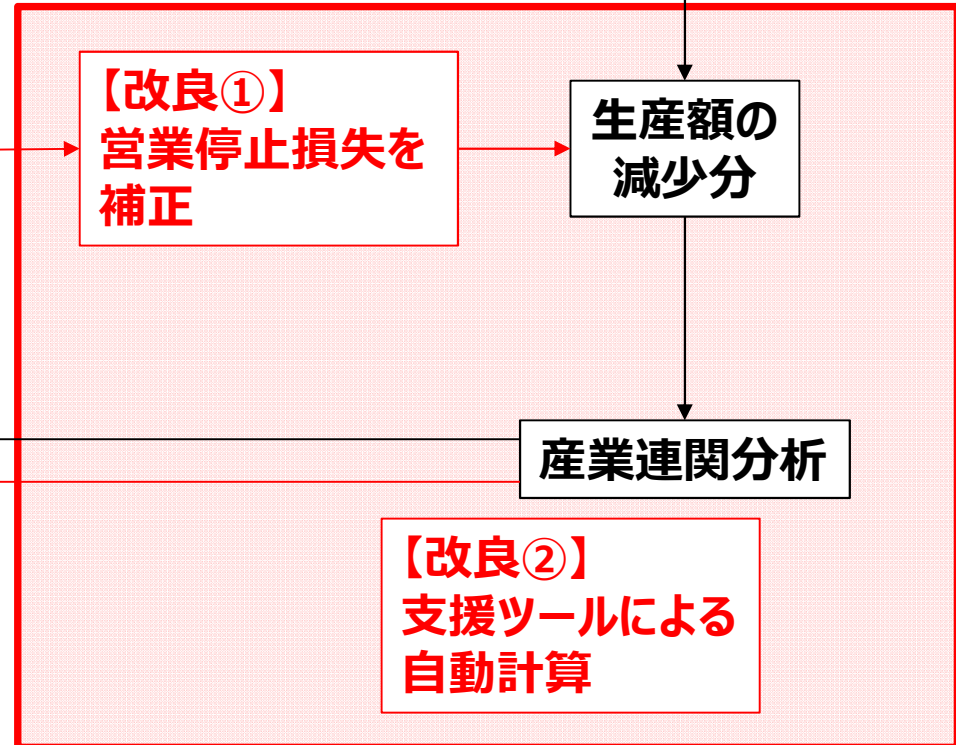 【改良①】
営業停止損失を
補正
生産額の
減少分
産業連関分析
【改良②】
支援ツールによる
自動計算